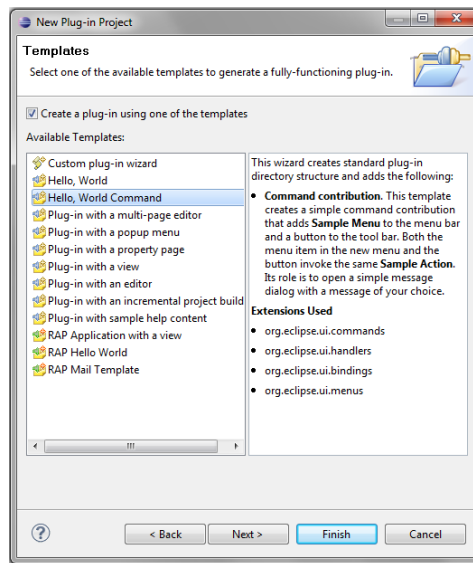 New Plug-in Project
Templates
Select one of the available templates to generate a fully-functioning plug-in.
Create a plug-in using one of the templates
Available Templates:
Custom plug-in wizard
Hello, World
Hello, World Command
Plug-in with a multi-page editor
Plug-in with a popup menu
Plug-in with a property page
Plug-in with a view
Plug-in with an editor
Plug-in with an incremental project build
Plug-in with sample help content
RAP Application with a view
RAP Hello World
RAP Mail Template
This wizard creates standard plug-in
directory structure and adds the following:
• Command contribution. This template
creates a simple command contribution
that adds Sample Menu to the menu bar
and a button to the tool bar. Both the
menu item in the new menu and the
button invoke the same Sample Action.
Its role is to open a simple message
dialog with a message of your choice.
Extensions Used
• org.eclipse.ui.commands
• org.eclipse.ui.handlers
• org.eclipse.ui.bindings
• org.eclipse.ui.menus
?
< Back
Next >
Finish
Cancel